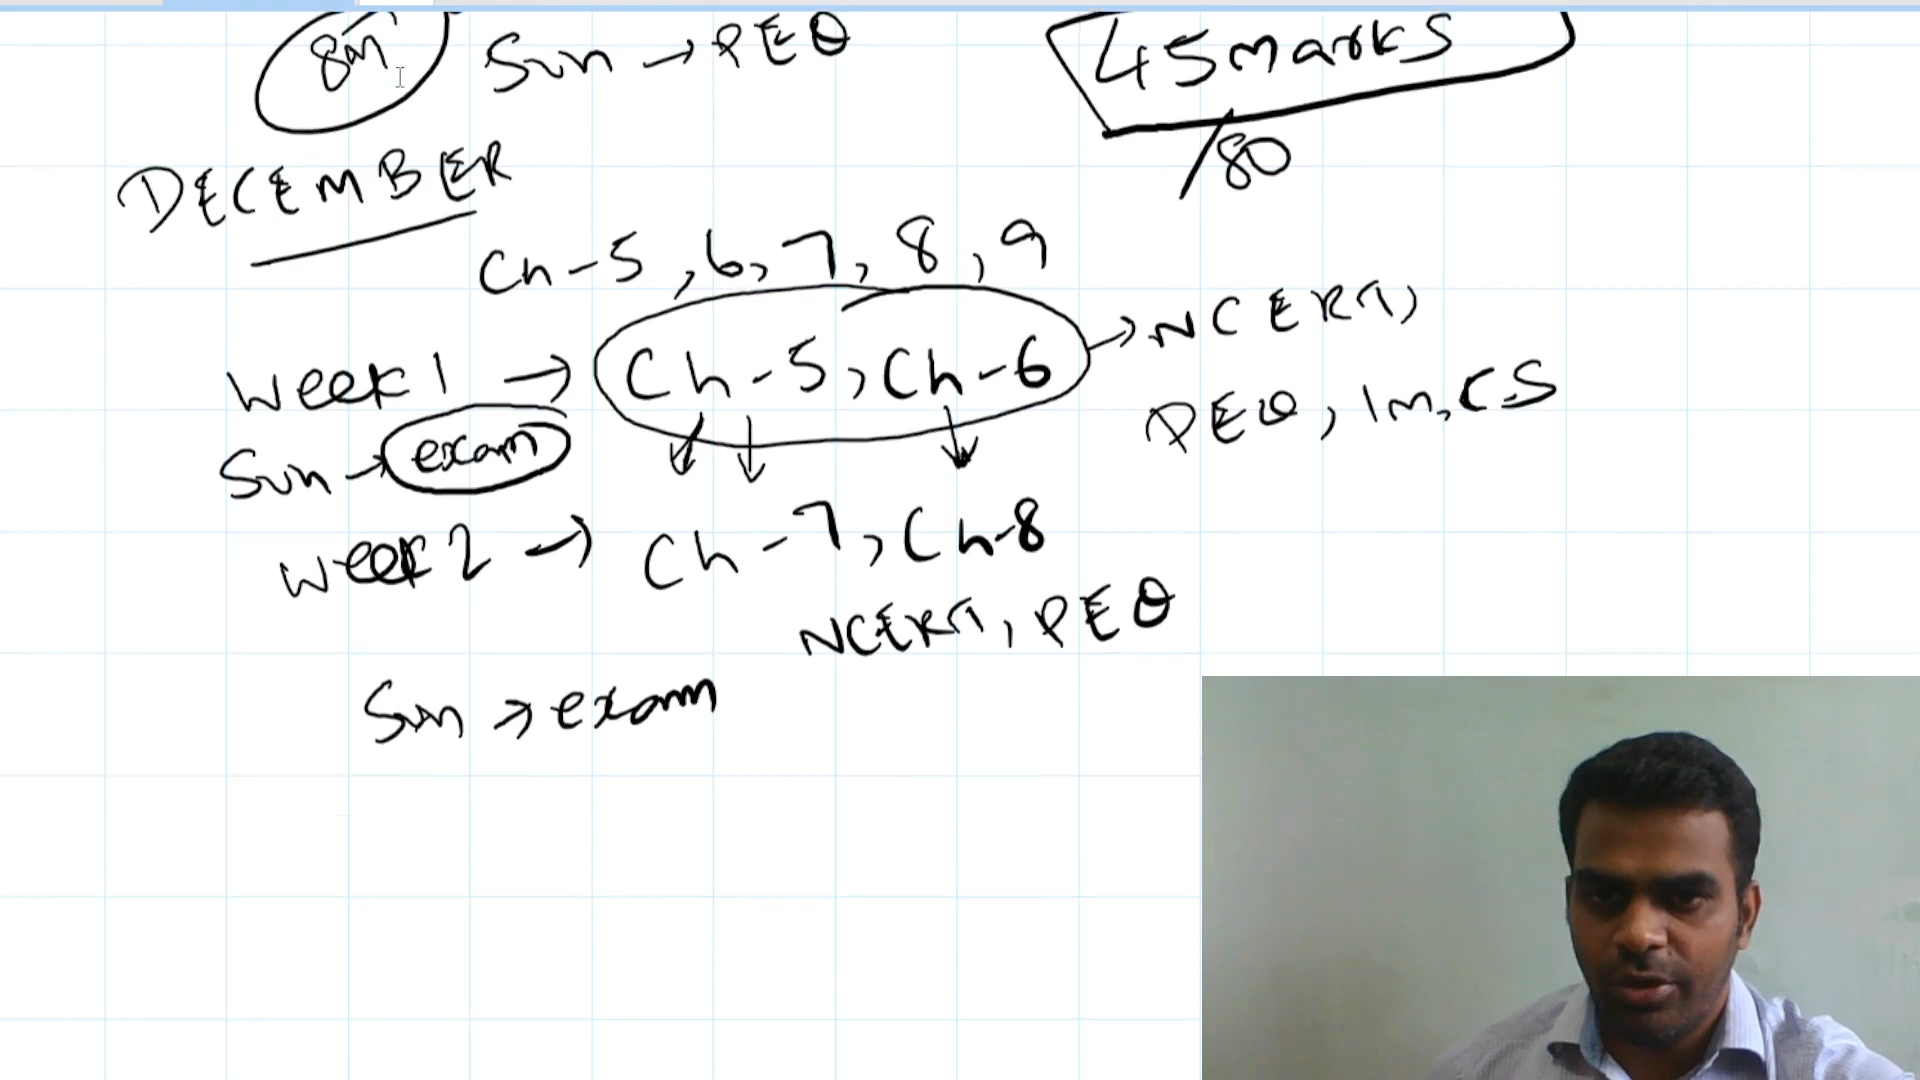 8m Sun → PEQ 45 marks
/80
DECEMBER
Ch-5, 6, 7, 8, 9
Week 1 → Ch-5, Ch-6 → NCERT,
PEQ, 1m, CS
Sun → exam
Week 2 → Ch-7, Ch-8
NCERT, PEQ
Sun → exam